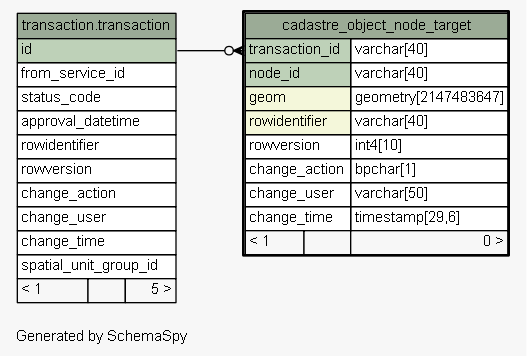 transaction.transaction
id
from_service_id
status_code
approval_datetime
rowidentifier
rowversion
change_action
change_user
change_time
spatial_unit_group_id
< 1 5 >
cadastre_object_node_target
transaction_id varchar[40]
node_id varchar[40]
geom geometry[2147483647]
rowidentifier varchar[40]
rowversion int4[10]
change_action bpchar[1]
change_user varchar[50]
change_time timestamp[29,6]
< 1 0 >
Generated by SchemaSpy